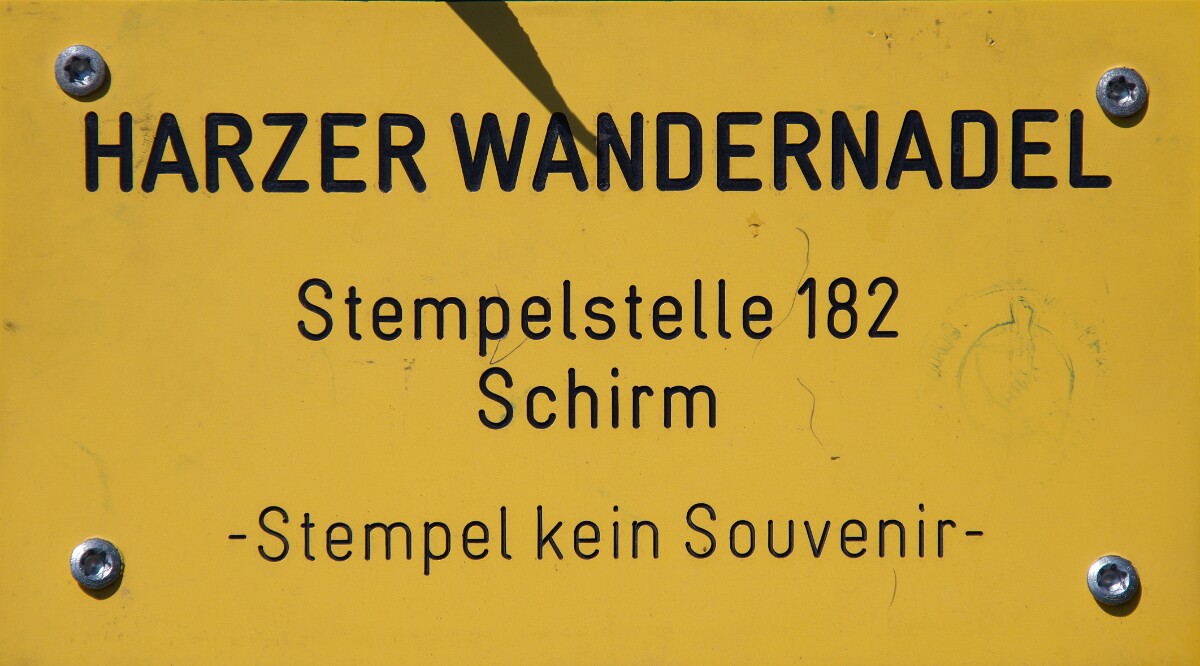 HARZER WANDERNADEL
Stempelstelle 182
Schirm
-Stempel kein Souvenir-